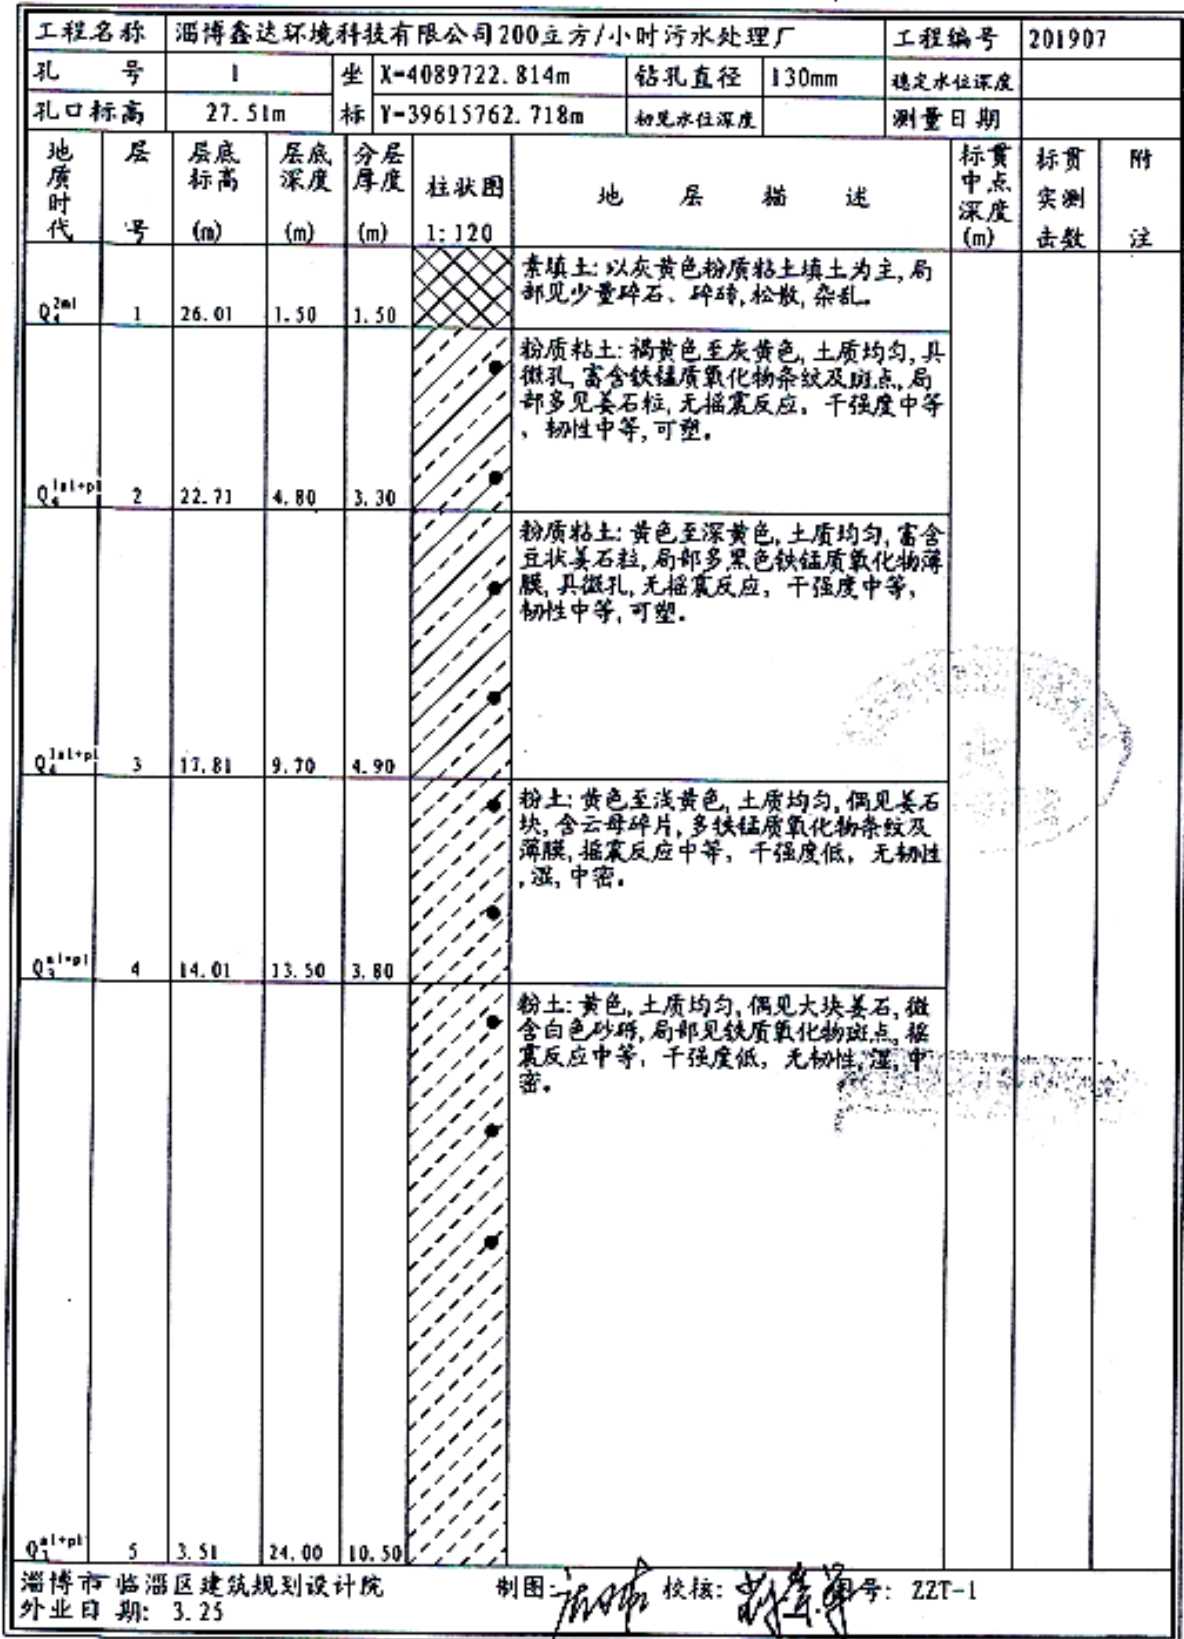 工程名称 淄博鑫达环境科技有限公司200立方/小时污水处理厂 工程编号 201907
孔 号 1 坐 X=4089722.814m 钻孔直径 130mm 稳定水位深度
孔口标高 27.51m 标 Y=39615762.718m 初见水位深度 测量日期
地质时代 层号 层底标高(m) 层底深度(m) 分层厚度(m) 柱状图 1:120 地 层 描 述 标贯中点深度(m) 标贯实测击数 附注
素填土:以灰黄色粉质粘土填土为主,局
部见少量碎石、碎砖,松散,杂乱。
Q₄²ᵐˡ 1 26.01 1.50 1.50
粉质粘土:褐黄色至灰黄色,土质均匀,具
微孔,富含铁锰质氧化物条纹及斑点,局
部多见姜石粒,无摇震反应, 干强度中等
, 韧性中等,可塑。
Q₄¹ᵃˡ⁺ᵖˡ 2 22.71 4.80 3.30
粉质粘土:黄色至深黄色,土质均匀,富含
豆状姜石粒,局部多黑色铁锰质氧化物薄
膜,具微孔,无摇震反应, 干强度中等,
韧性中等,可塑。
Q₄¹ᵃˡ⁺ᵖˡ 3 17.81 9.70 4.90
粉土:黄色至浅黄色,土质均匀,偶见姜石
块,含云母碎片,多铁锰质氧化物条纹及
薄膜,摇震反应中等, 干强度低, 无韧性
,湿,中密。
Q₃ᵃˡ⁺ᵖˡ 4 14.01 13.50 3.80
粉土:黄色,土质均匀,偶见大块姜石,微
含白色砂砾,局部见铁质氧化物斑点,摇
震反应中等, 干强度低, 无韧性,湿,中
密。
Q₃ᵃˡ⁺ᵖˡ 5 3.51 24.00 10.50
淄博市临淄区建筑规划设计院 制图: 校核: 图号: ZZT-1
外业日期: 3.25